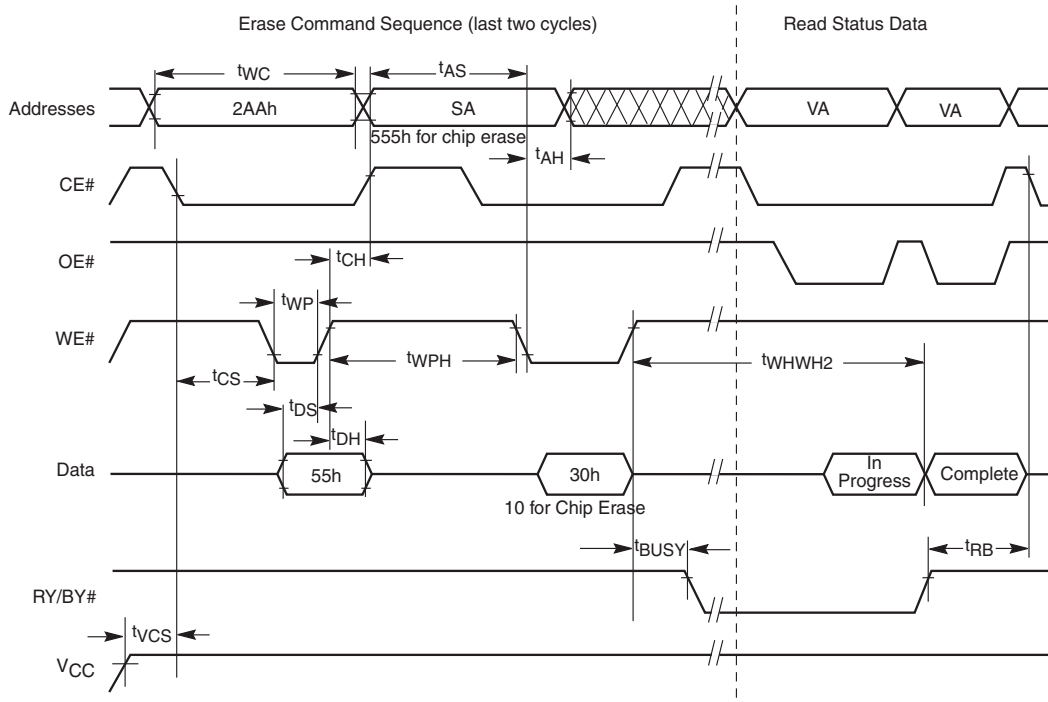 Erase Command Sequence (last two cycles)
Read Status Data
tWC
tAS
Addresses
2AAh
SA
VA
VA
555h for chip erase
tAH
CE#
OE#
tCH
tWP
WE#
tWPH
tWHWH2
tCS
tDS
tDH
Data
55h
30h
In
Progress
Complete
10 for Chip Erase
tBUSY
tRB
RY/BY#
tVCS
VCC